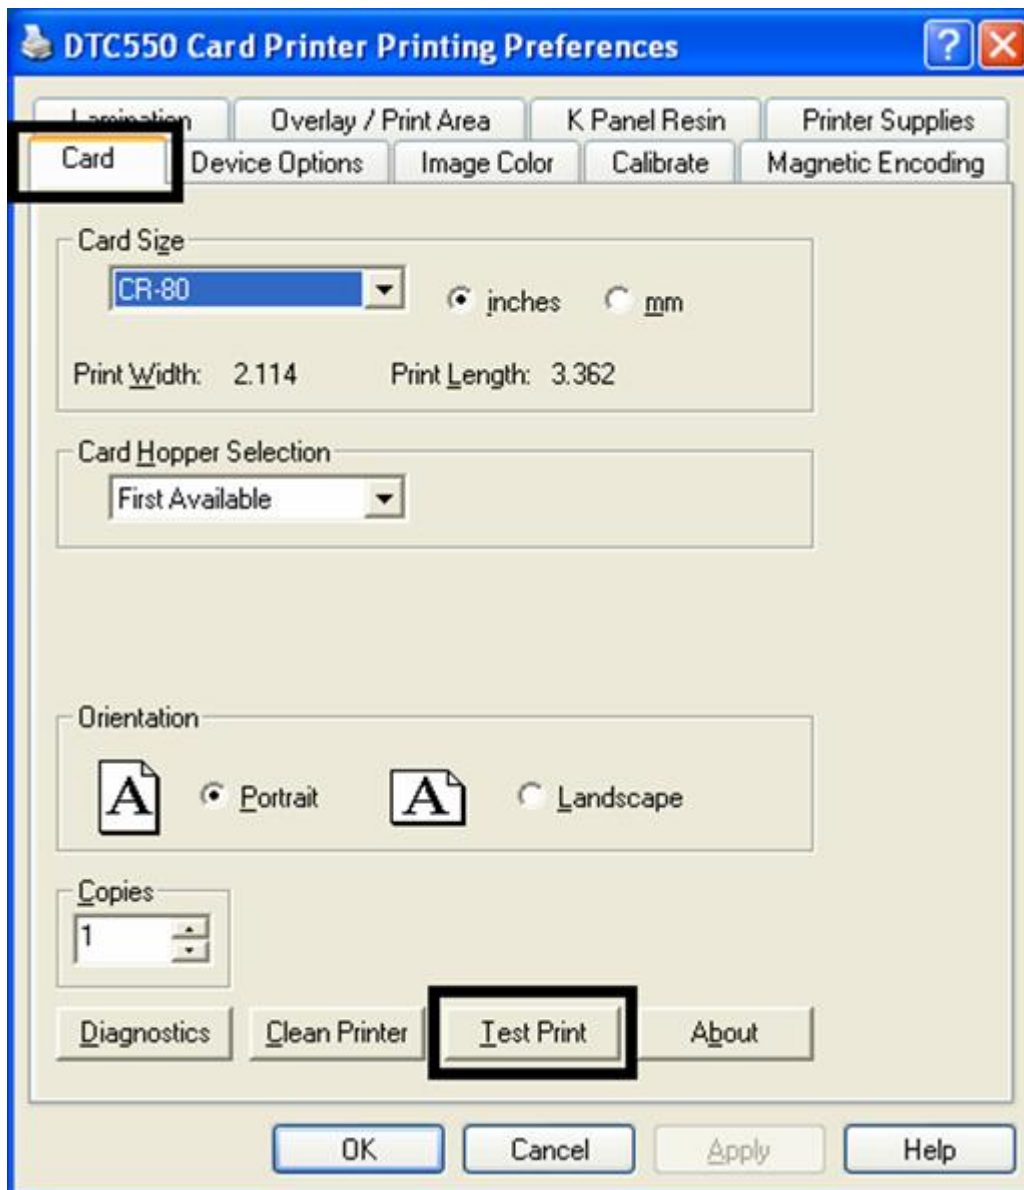 DTC550 Card Printer Printing Preferences ?
Lamination Overlay / Print Area K Panel Resin Printer Supplies
Card Device Options Image Color Calibrate Magnetic Encoding
Card Size
CR-80 inches mm
Print Width: 2.114 Print Length: 3.362
Card Hopper Selection
First Available
Orientation
A Portrait A Landscape
Copies
1
Diagnostics Clean Printer Test Print About
OK Cancel Apply Help